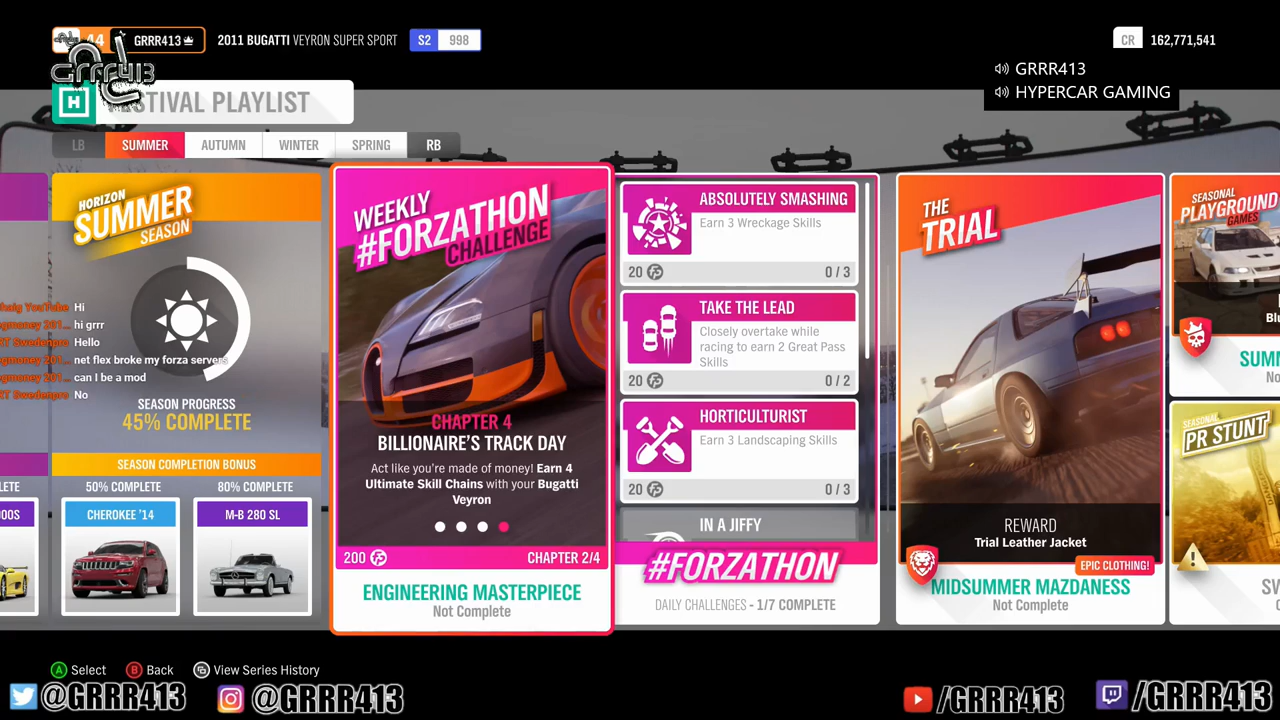 44 GRRR413 2011 BUGATTI VEYRON SUPER SPORT S2 998
CR 162,771,541
GRRR413
GRRR413
HYPERCAR GAMING
H FESTIVAL PLAYLIST
LB SUMMER AUTUMN WINTER SPRING RB
HORIZON
SUMMER
SEASON
Hi
hi grrr
Hello
net flex broke my forza servers
can I be a mod
No
SEASON PROGRESS
45% COMPLETE
SEASON COMPLETION BONUS
50% COMPLETE 80% COMPLETE
CHEROKEE '14 M-B 280 SL
WEEKLY
#FORZATHON
CHALLENGE
CHAPTER 4
BILLIONAIRE'S TRACK DAY
Act like you're made of money! Earn 4
Ultimate Skill Chains with your Bugatti
Veyron
200 CHAPTER 2/4
ENGINEERING MASTERPIECE
Not Complete
ABSOLUTELY SMASHING
Earn 3 Wreckage Skills
20 0/3
TAKE THE LEAD
Closely overtake while
racing to earn 2 Great Pass
Skills
20 0/2
HORTICULTURIST
Earn 3 Landscaping Skills
20 0/3
IN A JIFFY
#FORZATHON
DAILY CHALLENGES - 1/7 COMPLETE
THE
TRIAL
REWARD
Trial Leather Jacket
EPIC CLOTHING!
MIDSUMMER MAZDANESS
Not Complete
SEASONAL
PLAYGROUND
GAMES
SEASONAL
PR STUNT
A Select B Back View Series History
@GRRR413 @GRRR413 /GRRR413 /GRRR413